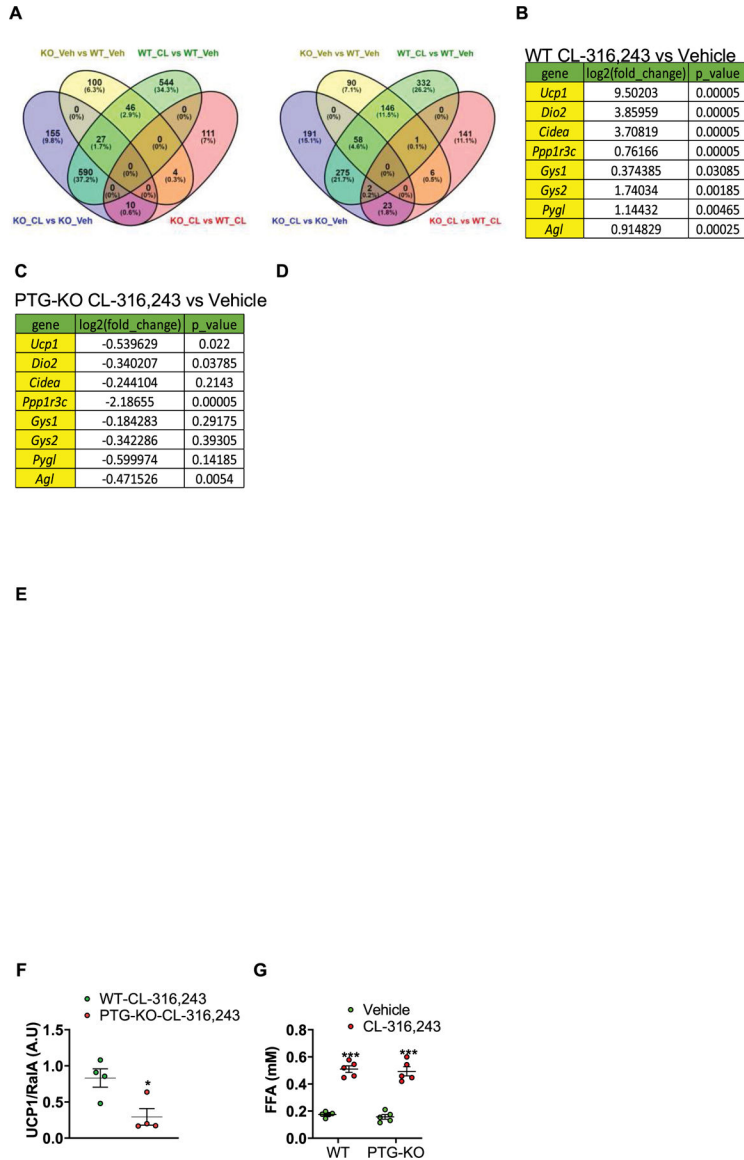 A
KO_Veh vs WT_Veh WT_CL vs WT_Veh
100
(6.3%)
544
(34.3%)
0
(0%)
46
(2.9%)
0
(0%)
155
(9.8%)
27
(1.7%)
0
(0%)
111
(7%)
590
(37.2%)
0
(0%)
4
(0.3%)
0
(0%)
0
(0%)
10
(0.6%)
KO_CL vs KO_Veh KO_CL vs WT_CL
KO_Veh vs WT_Veh WT_CL vs WT_Veh
90
(7.1%)
332
(26.2%)
0
(0%)
146
(11.5%)
0
(0%)
191
(15.1%)
58
(4.6%)
1
(0.1%)
141
(11.1%)
275
(21.7%)
0
(0%)
6
(0.5%)
2
(0.2%)
0
(0%)
23
(1.8%)
KO_CL vs KO_Veh KO_CL vs WT_CL
B
WT CL-316,243 vs Vehicle
gene log2(fold_change) p_value
Ucp1 9.50203 0.00005
Dio2 3.85959 0.00005
Cidea 3.70819 0.00005
Ppp1r3c 0.76166 0.00005
Gys1 0.374385 0.03085
Gys2 1.74034 0.00185
Pygl 1.14432 0.00465
Agl 0.914829 0.00025
C
PTG-KO CL-316,243 vs Vehicle
gene log2(fold_change) p_value
Ucp1 -0.539629 0.022
Dio2 -0.340207 0.03785
Cidea -0.244104 0.2143
Ppp1r3c -2.18655 0.00005
Gys1 -0.184283 0.29175
Gys2 -0.342286 0.39305
Pygl -0.599974 0.14185
Agl -0.471526 0.0054
D
E
F
WT-CL-316,243
PTG-KO-CL-316,243
UCP1/RalA (A.U)
1.5
1.0
0.5
0.0
*
G
Vehicle
CL-316,243
FFA (mM)
0.8
0.6
0.4
0.2
0.0
*** ***
WT PTG-KO